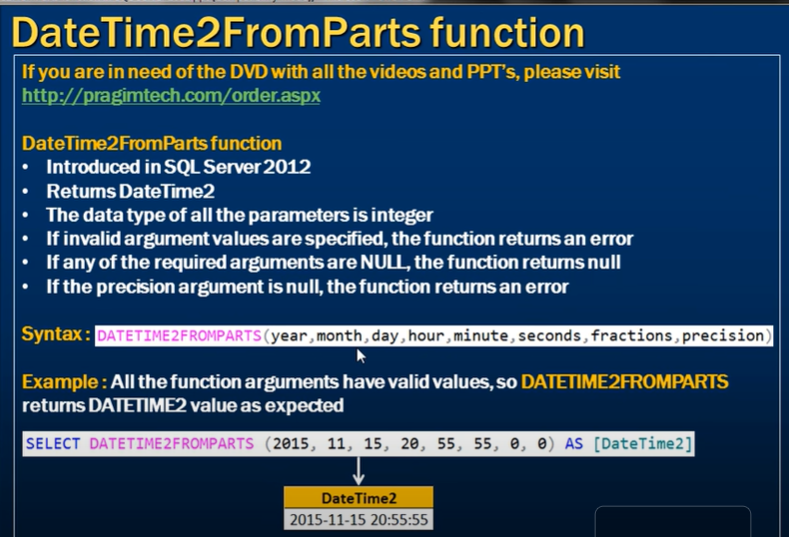 DateTime2FromParts function
If you are in need of the DVD with all the videos and PPT's, please visit
http://pragimtech.com/order.aspx
DateTime2FromParts function
• Introduced in SQL Server 2012
• Returns DateTime2
• The data type of all the parameters is integer
• If invalid argument values are specified, the function returns an error
• If any of the required arguments are NULL, the function returns null
• If the precision argument is null, the function returns an error
Syntax : DATETIME2FROMPARTS(year,month,day,hour,minute,seconds,fractions,precision)
Example : All the function arguments have valid values, so DATETIME2FROMPARTS
returns DATETIME2 value as expected
SELECT DATETIME2FROMPARTS (2015, 11, 15, 20, 55, 55, 0, 0) AS [DateTime2]
DateTime2
2015-11-15 20:55:55